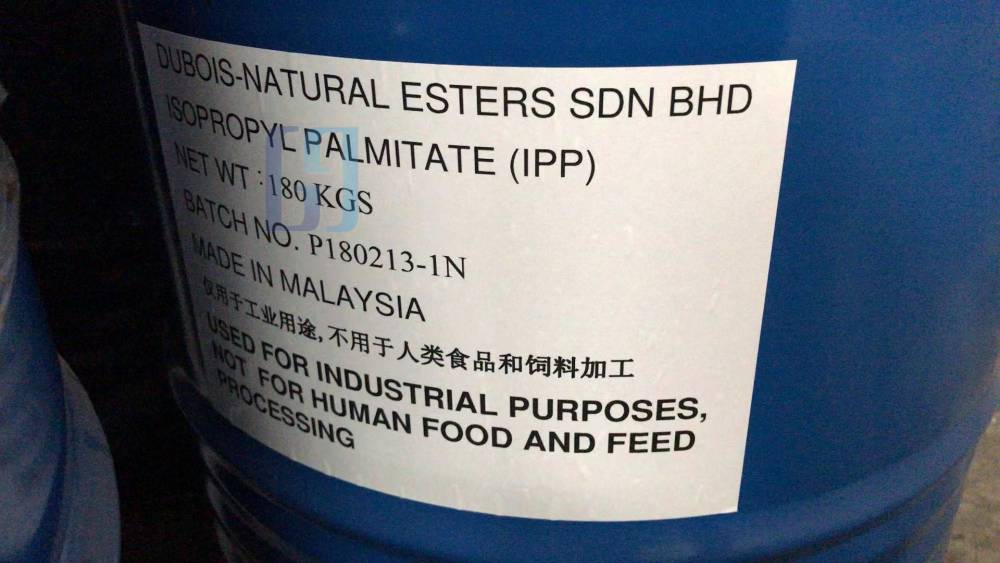 DUBOIS-NATURAL ESTERS SDN BHD
ISOPROPYL PALMITATE (IPP)
NET WT : 180 KGS
BATCH NO. P180213-1N
MADE IN MALAYSIA
仅用于工业用途,不用于人类食品和饲料加工
USED FOR INDUSTRIAL PURPOSES,
NOT FOR HUMAN FOOD AND FEED
PROCESSING